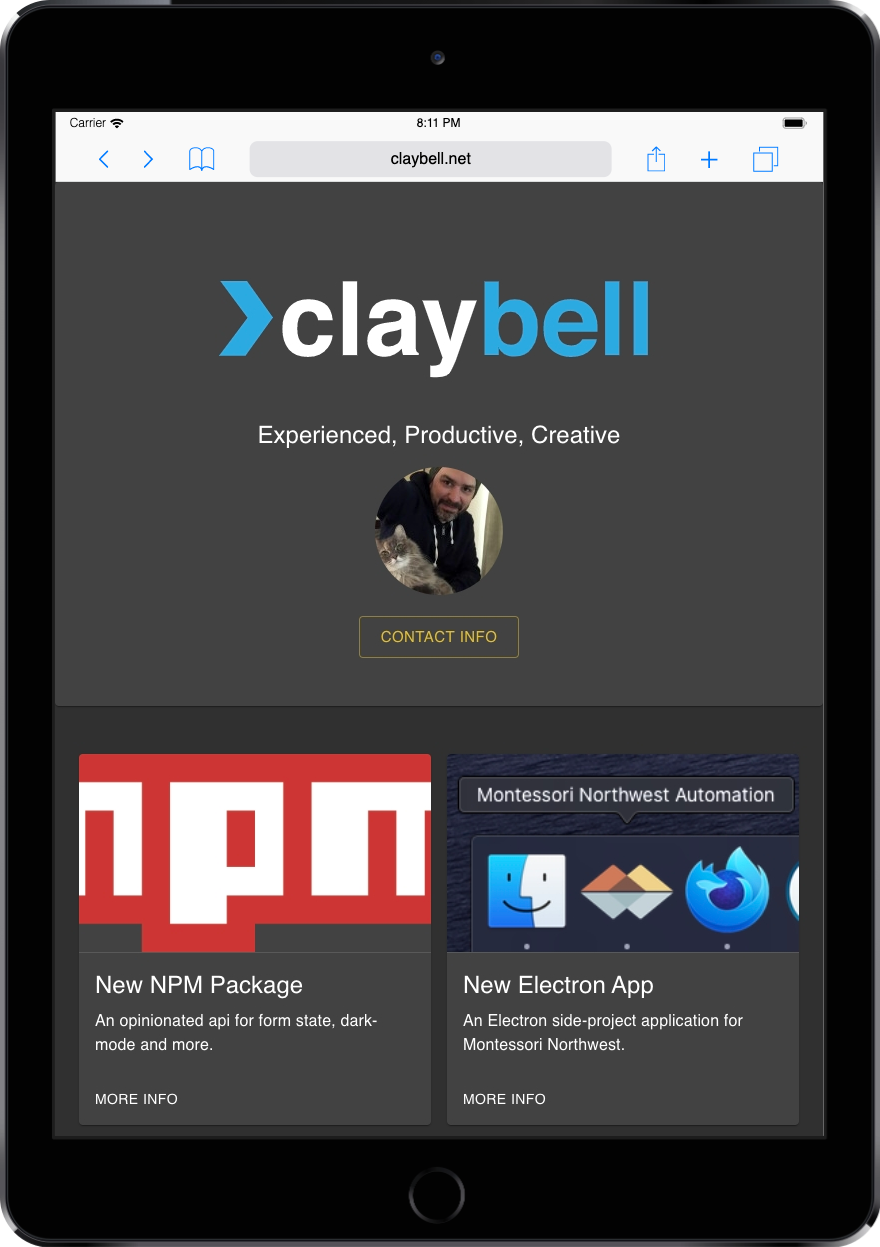 Carrier
8:11 PM
claybell.net
claybell
Experienced, Productive, Creative
CONTACT INFO
npm
Montessori Northwest Automation
New NPM Package
An opinionated api for form state, dark-
mode and more.
MORE INFO
New Electron App
An Electron side-project application for
Montessori Northwest.
MORE INFO